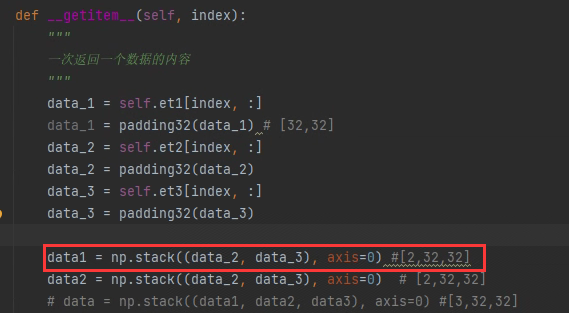 def __getitem__(self, index):
"""
一次返回一个数据的内容
"""
data_1 = self.et1[index, :]
data_1 = padding32(data_1) # [32,32]
data_2 = self.et2[index, :]
data_2 = padding32(data_2)
data_3 = self.et3[index, :]
data_3 = padding32(data_3)
data1 = np.stack((data_2, data_3), axis=0) #[2,32,32]
data2 = np.stack((data_2, data_3), axis=0)  # [2,32,32]
# data = np.stack((data1, data2, data3), axis=0) #[3,32,32]